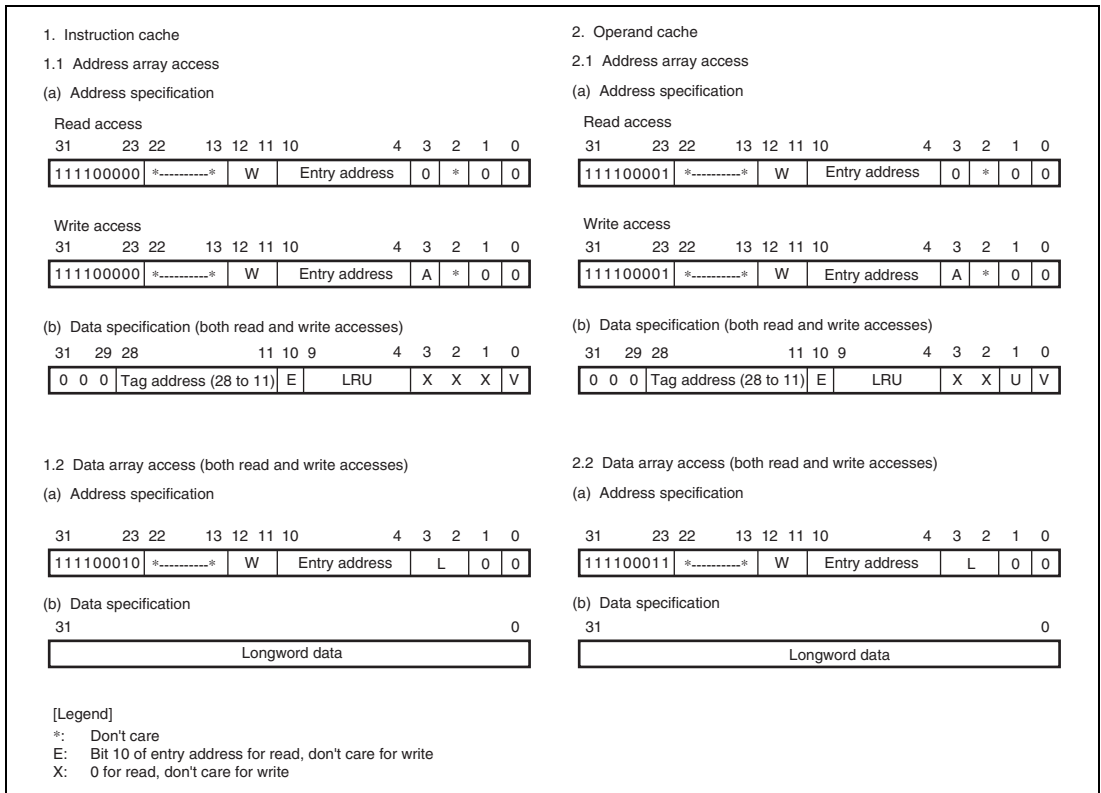 1. Instruction cache
1.1 Address array access
(a) Address specification
Read access
31 23 22 13 12 11 10 4 3 2 1 0
111100000 *----------* W Entry address 0 * 0 0
Write access
31 23 22 13 12 11 10 4 3 2 1 0
111100000 *----------* W Entry address A * 0 0
(b) Data specification (both read and write accesses)
31 29 28 11 10 9 4 3 2 1 0
0 0 0 Tag address (28 to 11) E LRU X X X V
1.2 Data array access (both read and write accesses)
(a) Address specification
31 23 22 13 12 11 10 4 3 2 1 0
111100010 *----------* W Entry address L 0 0
(b) Data specification
31 0
Longword data
2. Operand cache
2.1 Address array access
(a) Address specification
Read access
31 23 22 13 12 11 10 4 3 2 1 0
111100001 *----------* W Entry address 0 * 0 0
Write access
31 23 22 13 12 11 10 4 3 2 1 0
111100001 *----------* W Entry address A * 0 0
(b) Data specification (both read and write accesses)
31 29 28 11 10 9 4 3 2 1 0
0 0 0 Tag address (28 to 11) E LRU X X U V
2.2 Data array access (both read and write accesses)
(a) Address specification
31 23 22 13 12 11 10 4 3 2 1 0
111100011 *----------* W Entry address L 0 0
(b) Data specification
31 0
Longword data
[Legend]
*: Don't care
E: Bit 10 of entry address for read, don't care for write
X: 0 for read, don't care for write